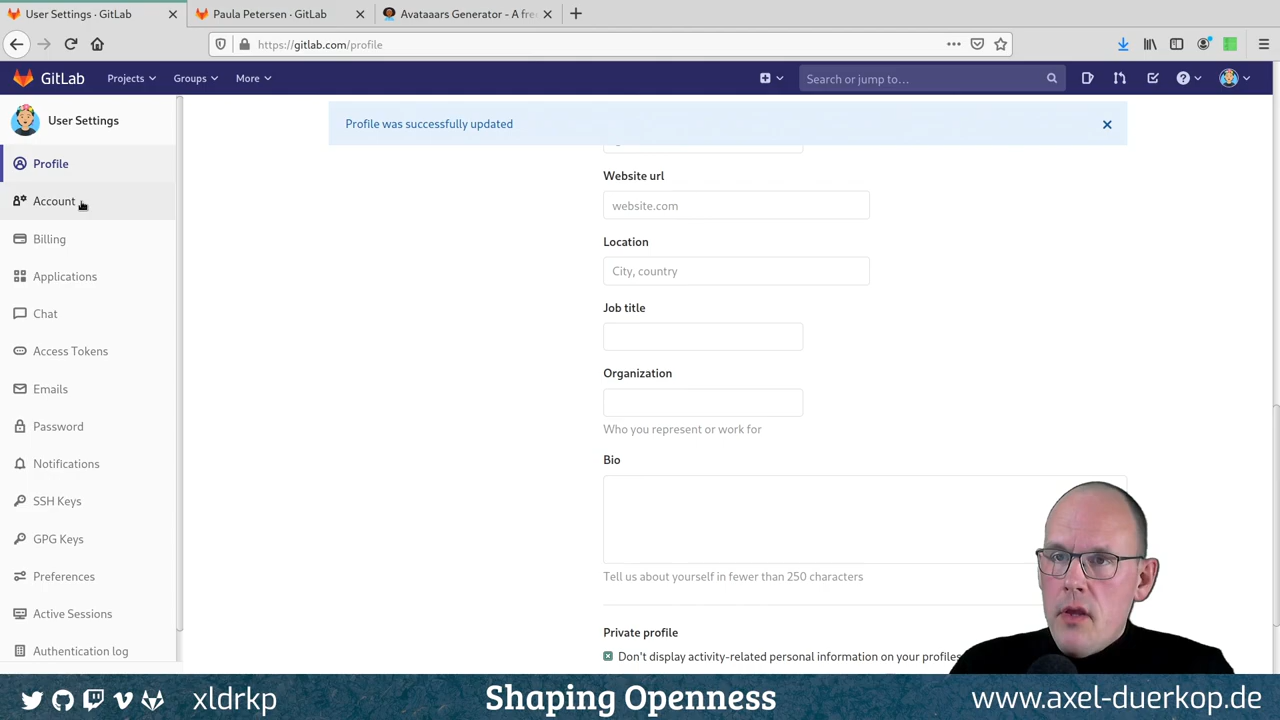 User Settings · GitLab
Paula Petersen · GitLab
Avataaars Generator - A fre
https://gitlab.com/profile
GitLab
Projects
Groups
More
Search or jump to…
User Settings
Profile was successfully updated
Profile
Account
Billing
Applications
Chat
Access Tokens
Emails
Password
Notifications
SSH Keys
GPG Keys
Preferences
Active Sessions
Authentication log
Website url
website.com
Location
City, country
Job title
Organization
Who you represent or work for
Bio
Tell us about yourself in fewer than 250 characters
Private profile
Don't display activity-related personal information on your profiles
xldrkp
Shaping Openness
www.axel-duerkop.de